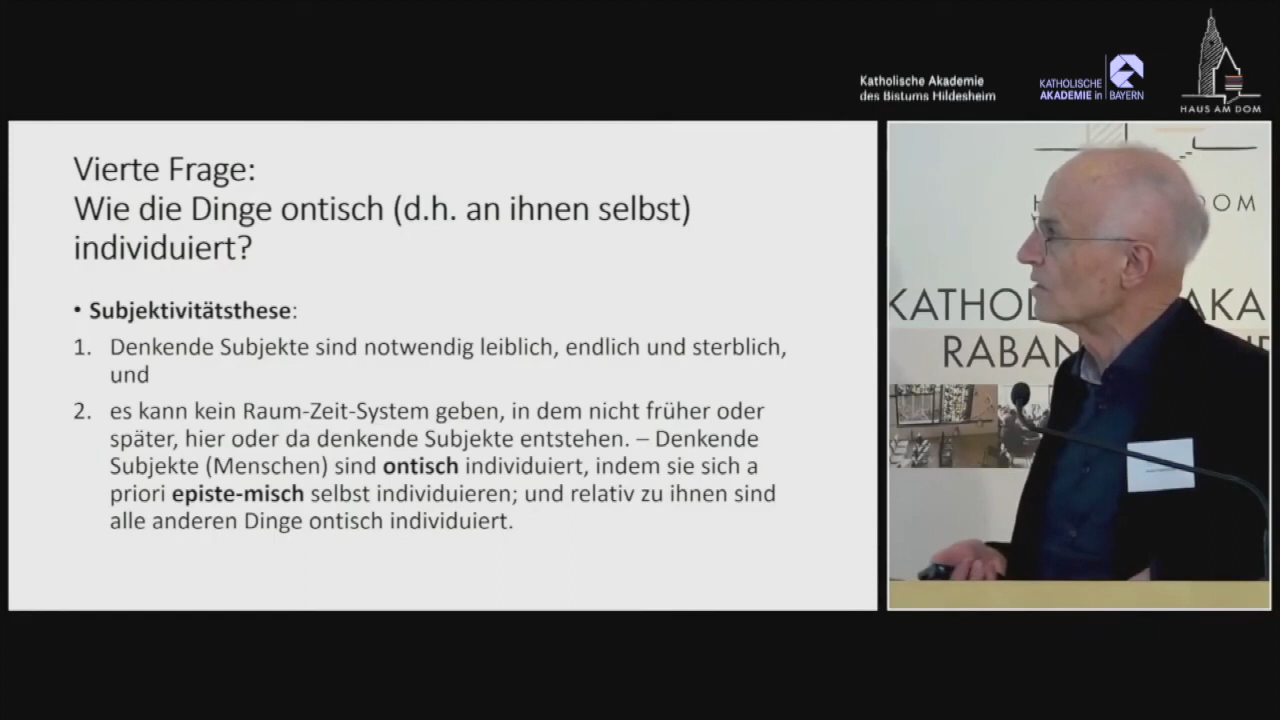 Katholische Akademie
des Bistums Hildesheim
KATHOLISCHE
AKADEMIE in BAYERN
HAUS AM DOM
Vierte Frage:
Wie die Dinge ontisch (d.h. an ihnen selbst)
individuiert?
• Subjektivitätsthese:
1. Denkende Subjekte sind notwendig leiblich, endlich und sterblich,
und
2. es kann kein Raum-Zeit-System geben, in dem nicht früher oder
später, hier oder da denkende Subjekte entstehen. – Denkende
Subjekte (Menschen) sind ontisch individuiert, indem sie sich a
priori episte-misch selbst individuieren; und relativ zu ihnen sind
alle anderen Dinge ontisch individuiert.
H DOM
KATHOL AKA
RABAN